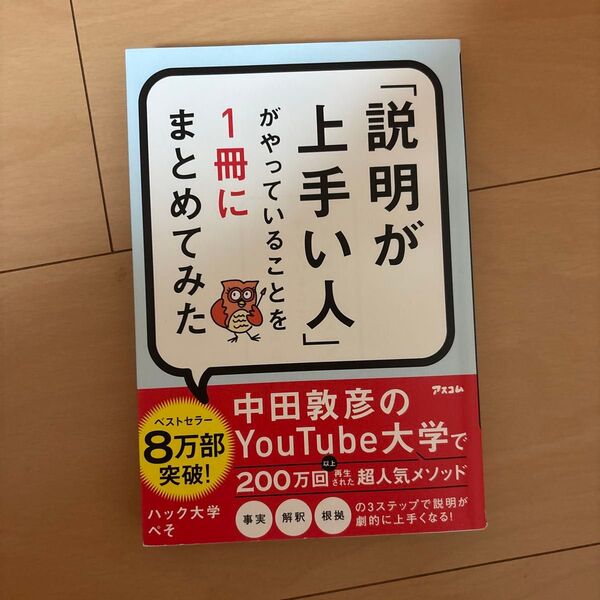 「説明が
上手い人」
がやっていることを
1冊に
まとめてみた
アスコム
ベストセラー
8万部
突破!
中田敦彦の
YouTube大学で
200万回以上再生された超人気メソッド
事実 解釈 根拠 の3ステップで説明が
劇的に上手くなる!
ハック大学
ぺそ